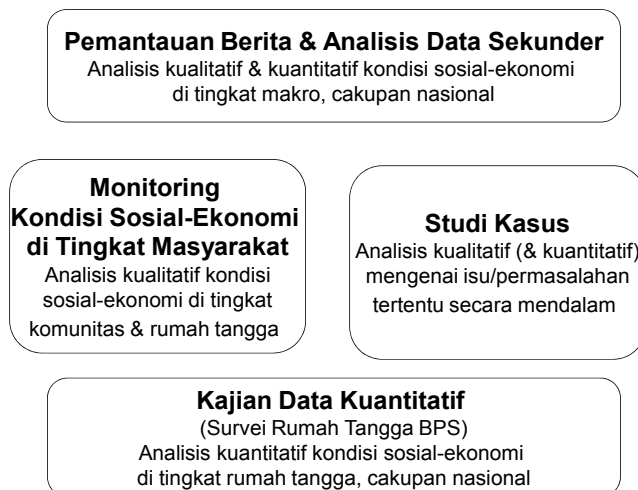 Pemantauan Berita & Analisis Data Sekunder
Analisis kualitatif & kuantitatif kondisi sosial-ekonomi
di tingkat makro, cakupan nasional
Monitoring
Kondisi Sosial-Ekonomi
di Tingkat Masyarakat
Analisis kualitatif kondisi
sosial-ekonomi di tingkat
komunitas & rumah tangga
Studi Kasus
Analisis kualitatif (& kuantitatif)
mengenai isu/permasalahan
tertentu secara mendalam
Kajian Data Kuantitatif
(Survei Rumah Tangga BPS)
Analisis kuantitatif kondisi sosial-ekonomi
di tingkat rumah tangga, cakupan nasional